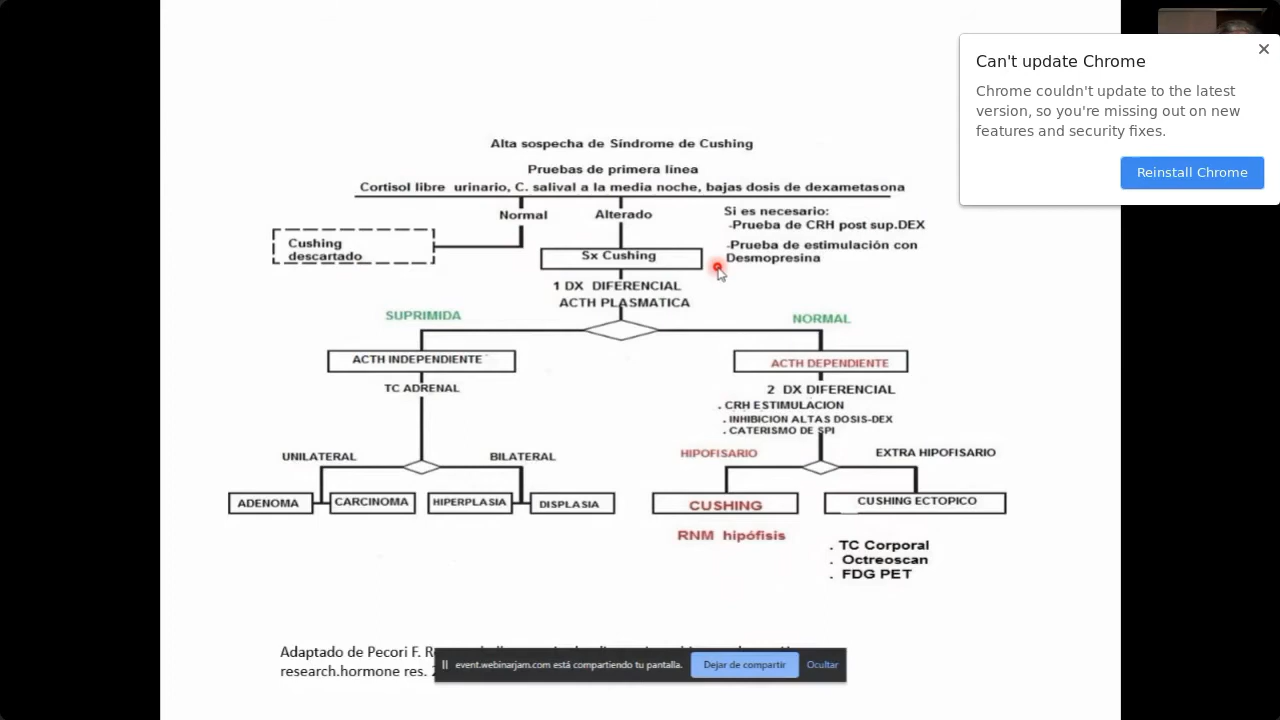 Can't update Chrome
Chrome couldn't update to the latest
version, so you're missing out on new
features and security fixes.
Reinstall Chrome
Alta sospecha de Síndrome de Cushing
Pruebas de primera línea
Cortisol libre urinario, C. salival a la media noche, bajas dosis de dexametasona
Normal
Alterado
Si es necesario:
-Prueba de CRH post sup.DEX
-Prueba de estimulación con
Desmopresina
Cushing
descartado
Sx Cushing
1 DX DIFERENCIAL
ACTH PLASMATICA
SUPRIMIDA
NORMAL
ACTH INDEPENDIENTE
ACTH DEPENDIENTE
TC ADRENAL
2 DX DIFERENCIAL
. CRH ESTIMULACION
. INHIBICION ALTAS DOSIS-DEX
. CATERISMO DE SPI
UNILATERAL
BILATERAL
HIPOFISARIO
EXTRA HIPOFISARIO
ADENOMA
CARCINOMA
HIPERPLASIA
DISPLASIA
CUSHING
CUSHING ECTOPICO
RNM hipófisis
. TC Corporal
. Octreoscan
. FDG PET
Adaptado de Pecori F.
research.hormone res.
event.webinarjam.com está compartiendo tu pantalla.
Dejar de compartir
Ocultar